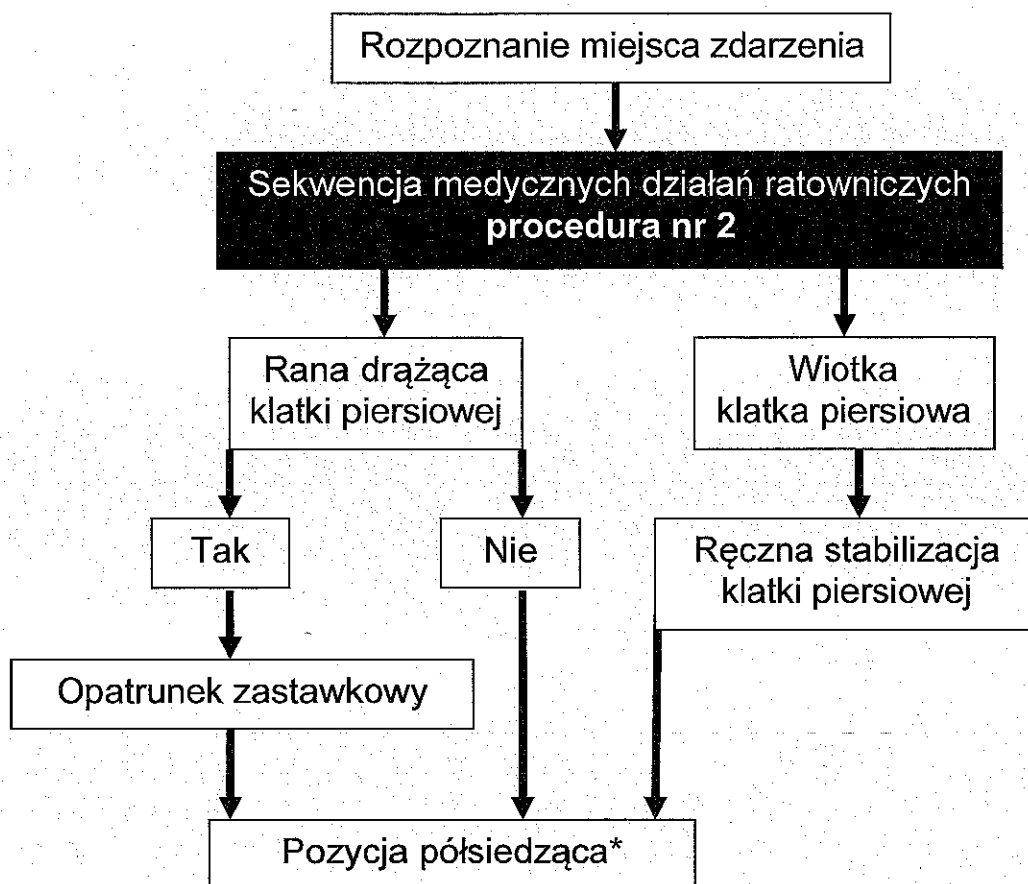 Rozpoznanie miejsca zdarzenia
Sekwencja medycznych działań ratowniczych
procedura nr 2
Rana drążąca
klatki piersiowej
Wiotka
klatka piersiowa
Tak
Nie
Ręczna stabilizacja
klatki piersiowej
Opatrunek zastawkowy
Pozycja półsiedząca*